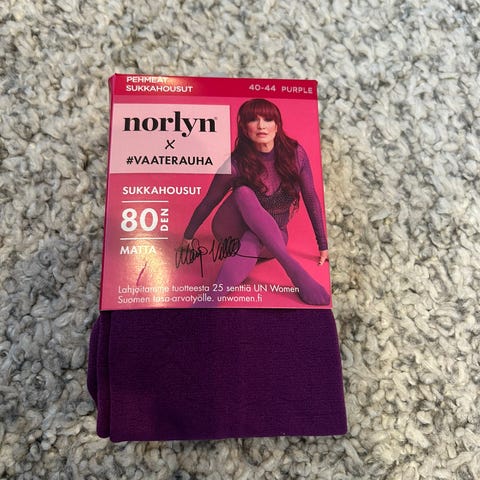 PEHMEÄT
SUKKAHOUSUT
40-44 PURPLE
norlyn®
X
#VAATERAUHA
SUKKAHOUSUT
80 DEN
MATTA
Lahjoitamme tuotteesta 25 senttiä UN Women
Suomen tasa-arvotyölle. unwomen.fi